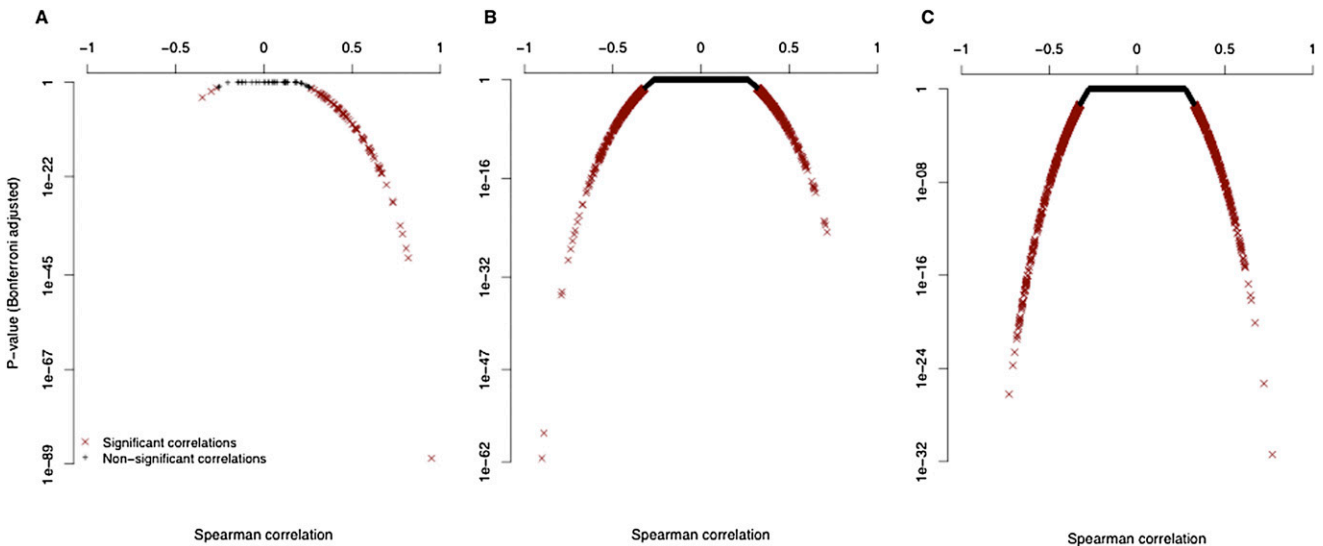 A
−1 −0.5 0 0.5 1
P−value (Bonferroni adjusted)
1
1e−22
1e−45
1e−67
1e−89
× Significant correlations
+ Non−significant correlations
Spearman correlation
B
−1 −0.5 0 0.5 1
1
1e−16
1e−32
1e−47
1e−62
Spearman correlation
C
−1 −0.5 0 0.5 1
1
1e−08
1e−16
1e−24
1e−32
Spearman correlation